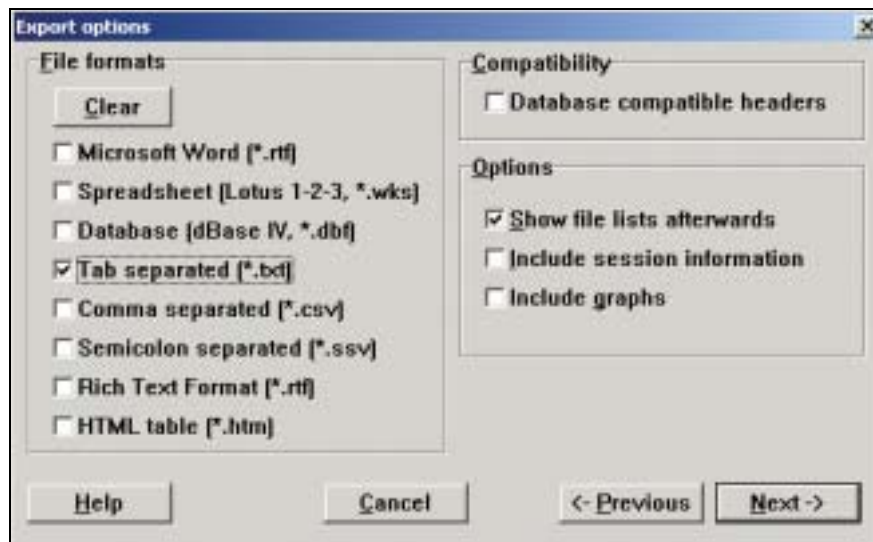 Export options
File formats
Clear
Microsoft Word (*.rtf)
Spreadsheet (Lotus 1-2-3, *.wks)
Database (dBase IV, *.dbf)
Tab separated (*.txt)
Comma separated (*.csv)
Semicolon separated (*.ssv)
Rich Text Format (*.rtf)
HTML table (*.htm)
Compatibility
Database compatible headers
Options
Show file lists afterwards
Include session information
Include graphs
Help
Cancel
<- Previous
Next ->